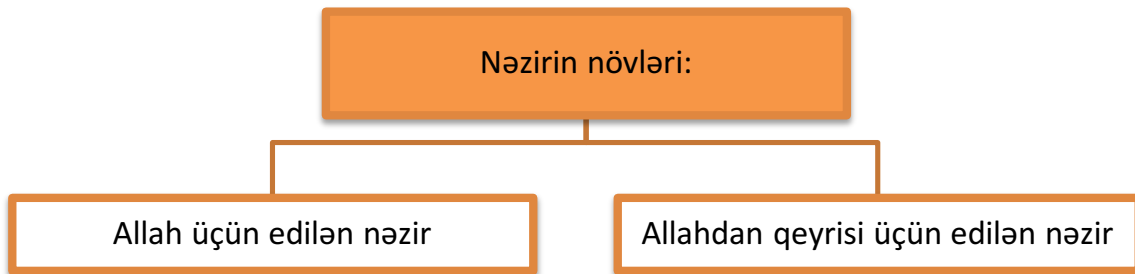 Nəzirin növləri:
Allah üçün edilən nəzir
Allahdan qeyrisi üçün edilən nəzir